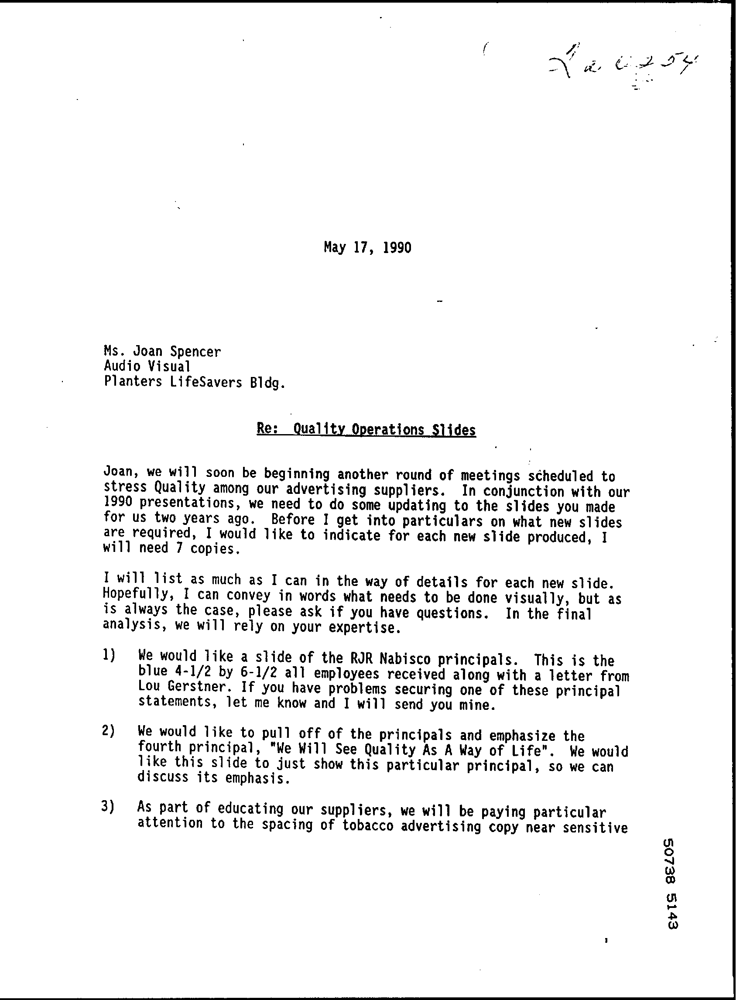 May 17, 1990
Ms. Joan Spencer
Audio Visual
Planters LifeSavers Bldg.
Re: Quality Operations Slides
Joan, we will soon be beginning another round of meetings scheduled to
stress Quality among our advertising suppliers. In conjunction with our
1990 presentations, we need to do some updating to the slides you made
for us two years ago. Before I get into particulars on what new slides
are required, I would like to indicate for each new slide produced, I
will need 7 copies.
I will list as much as I can in the way of details for each new slide.
Hopefully, I can convey in words what needs to be done visually, but as
is always the case, please ask if you have questions. In the final
analysis, we will rely on your expertise.
1) We would like a slide of the RJR Nabisco principals. This is the
blue 4-1/2 by 6-1/2 all employees received along with a letter from
Lou Gerstner. If you have problems securing one of these principal
statements, let me know and I will send you mine.
2) We would like to pull off of the principals and emphasize the
fourth principal, "We Will See Quality As A Way of Life". We would
like this slide to just show this particular principal, so we can
discuss its emphasis.
3) As part of educating our suppliers, we will be paying particular
attention to the spacing of tobacco advertising copy near sensitive
50738 5143